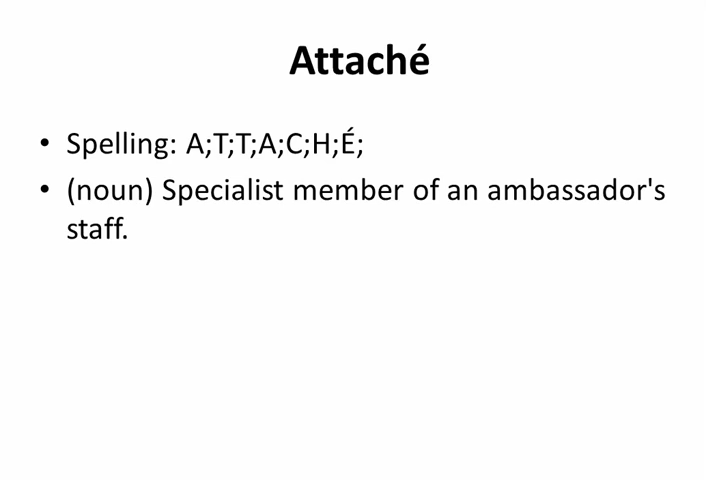 Attaché
• Spelling: A;T;T;A;C;H;É;
• (noun) Specialist member of an ambassador's
staff.